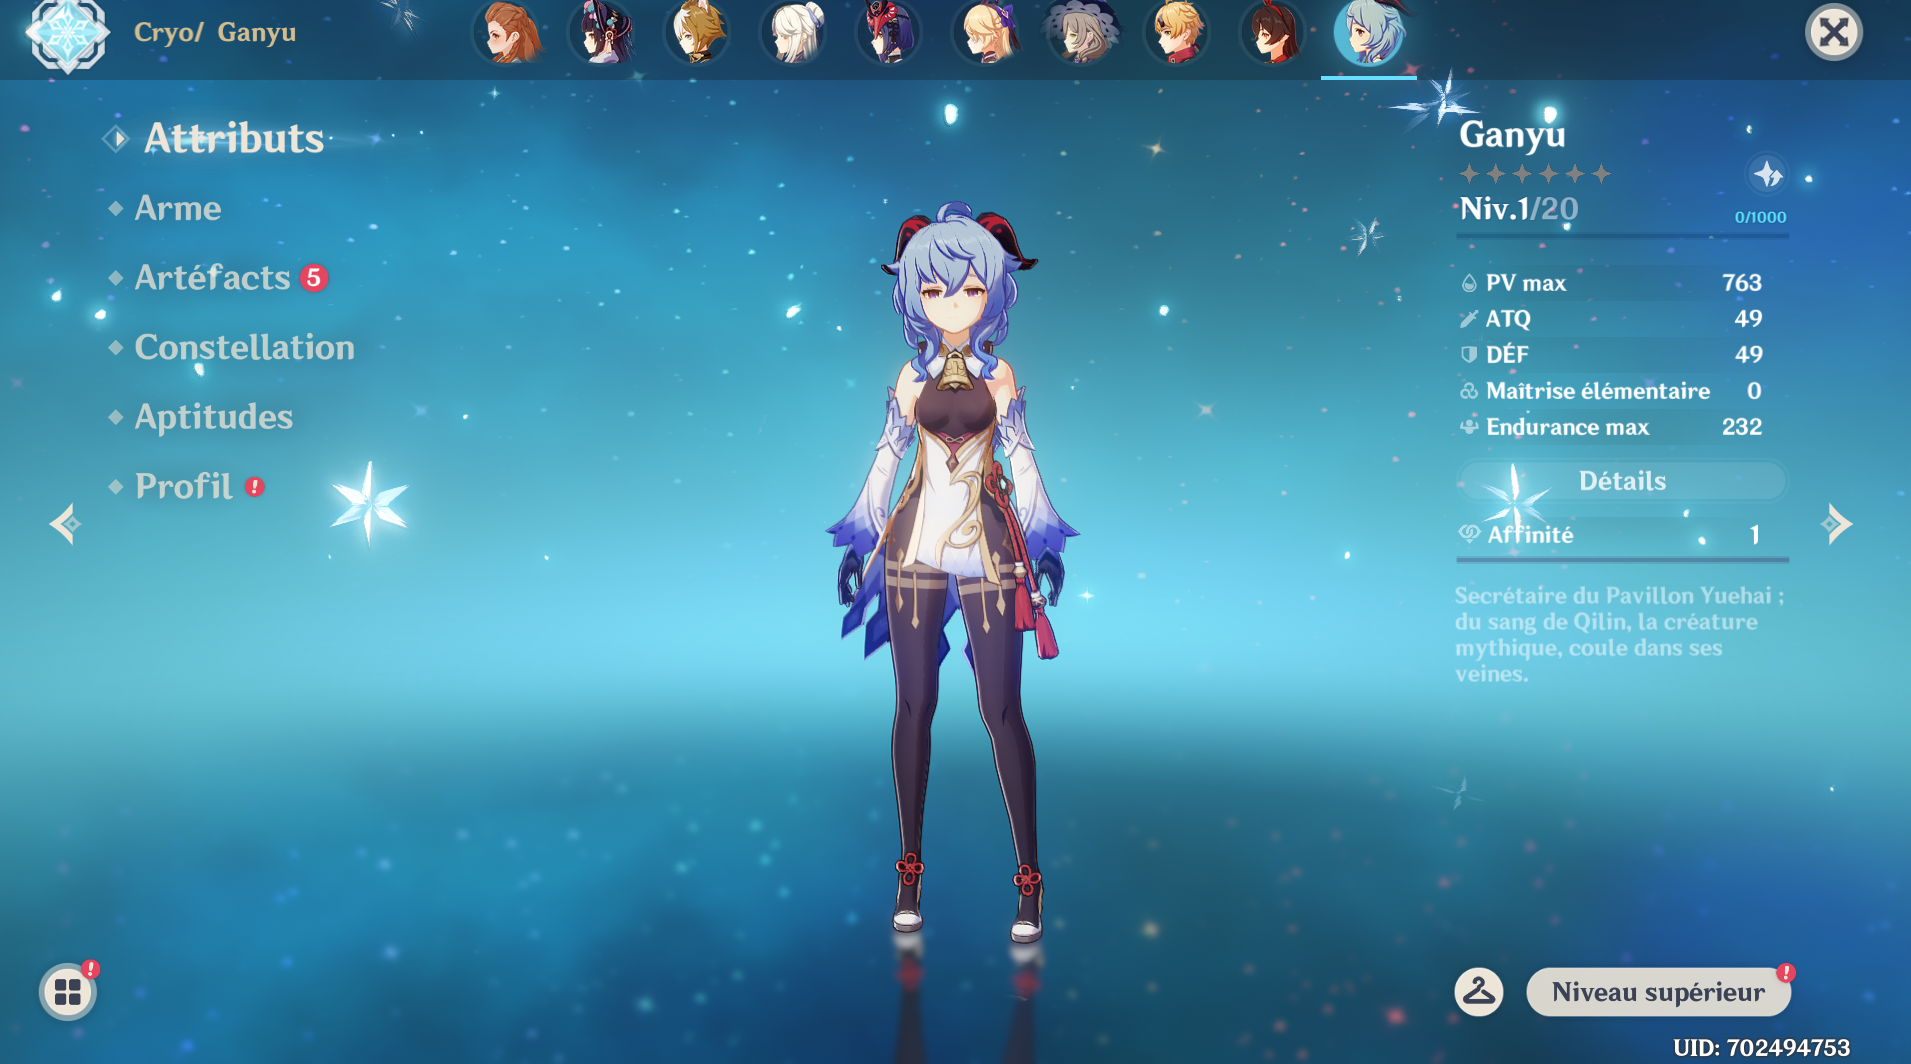 Cryo/ Ganyu
Attributs
Arme
Artéfacts 5
Constellation
Aptitudes
Profil !
Ganyu
Niv.1/20
0/1000
PV max 763
ATQ 49
DÉF 49
Maîtrise élémentaire 0
Endurance max 232
Détails
Affinité 1
Secrétaire du Pavillon Yuehai ;
du sang de Qilin, la créature
mythique, coule dans ses
veines.
!
Niveau supérieur !
UID: 702494753